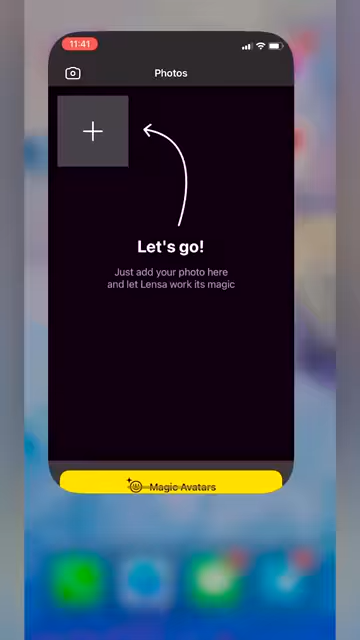 11:41
Photos
Let's go!
Just add your photo here
and let Lensa work its magic
Magic Avatars